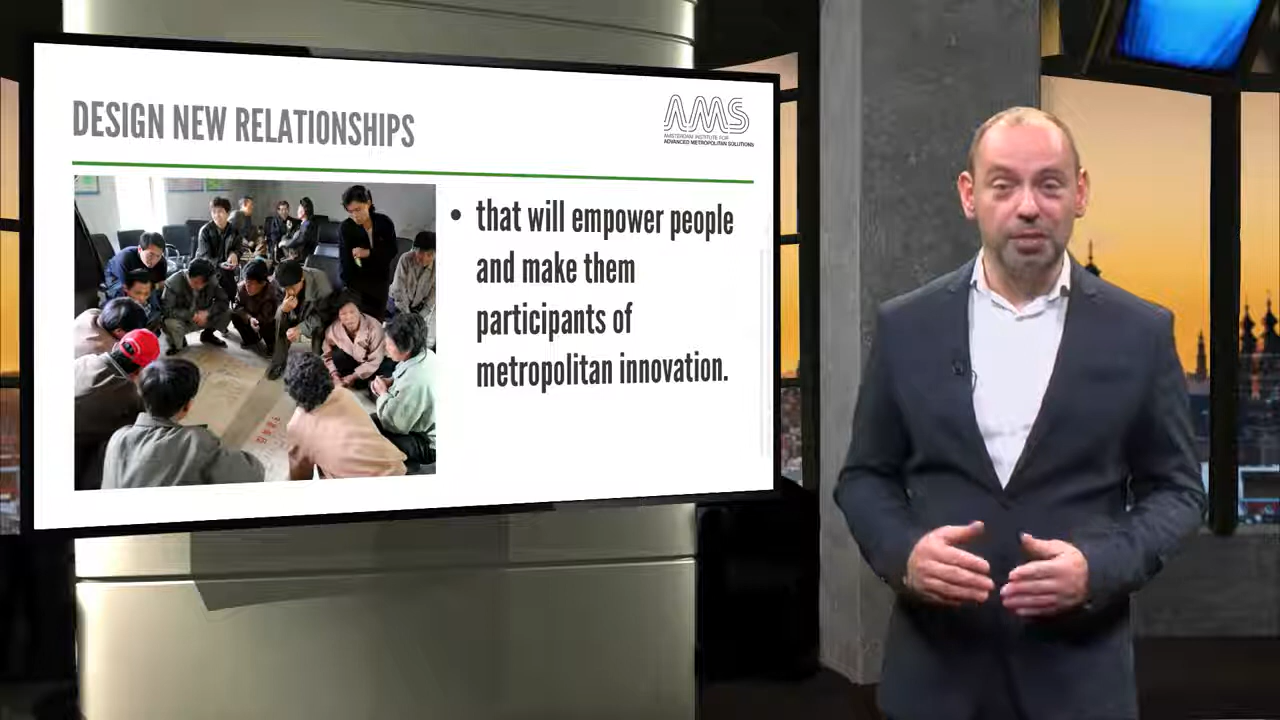 DESIGN NEW RELATIONSHIPS
AMS
AMSTERDAM INSTITUTE FOR
ADVANCED METROPOLITAN SOLUTIONS
• that will empower people
and make them
participants of
metropolitan innovation.